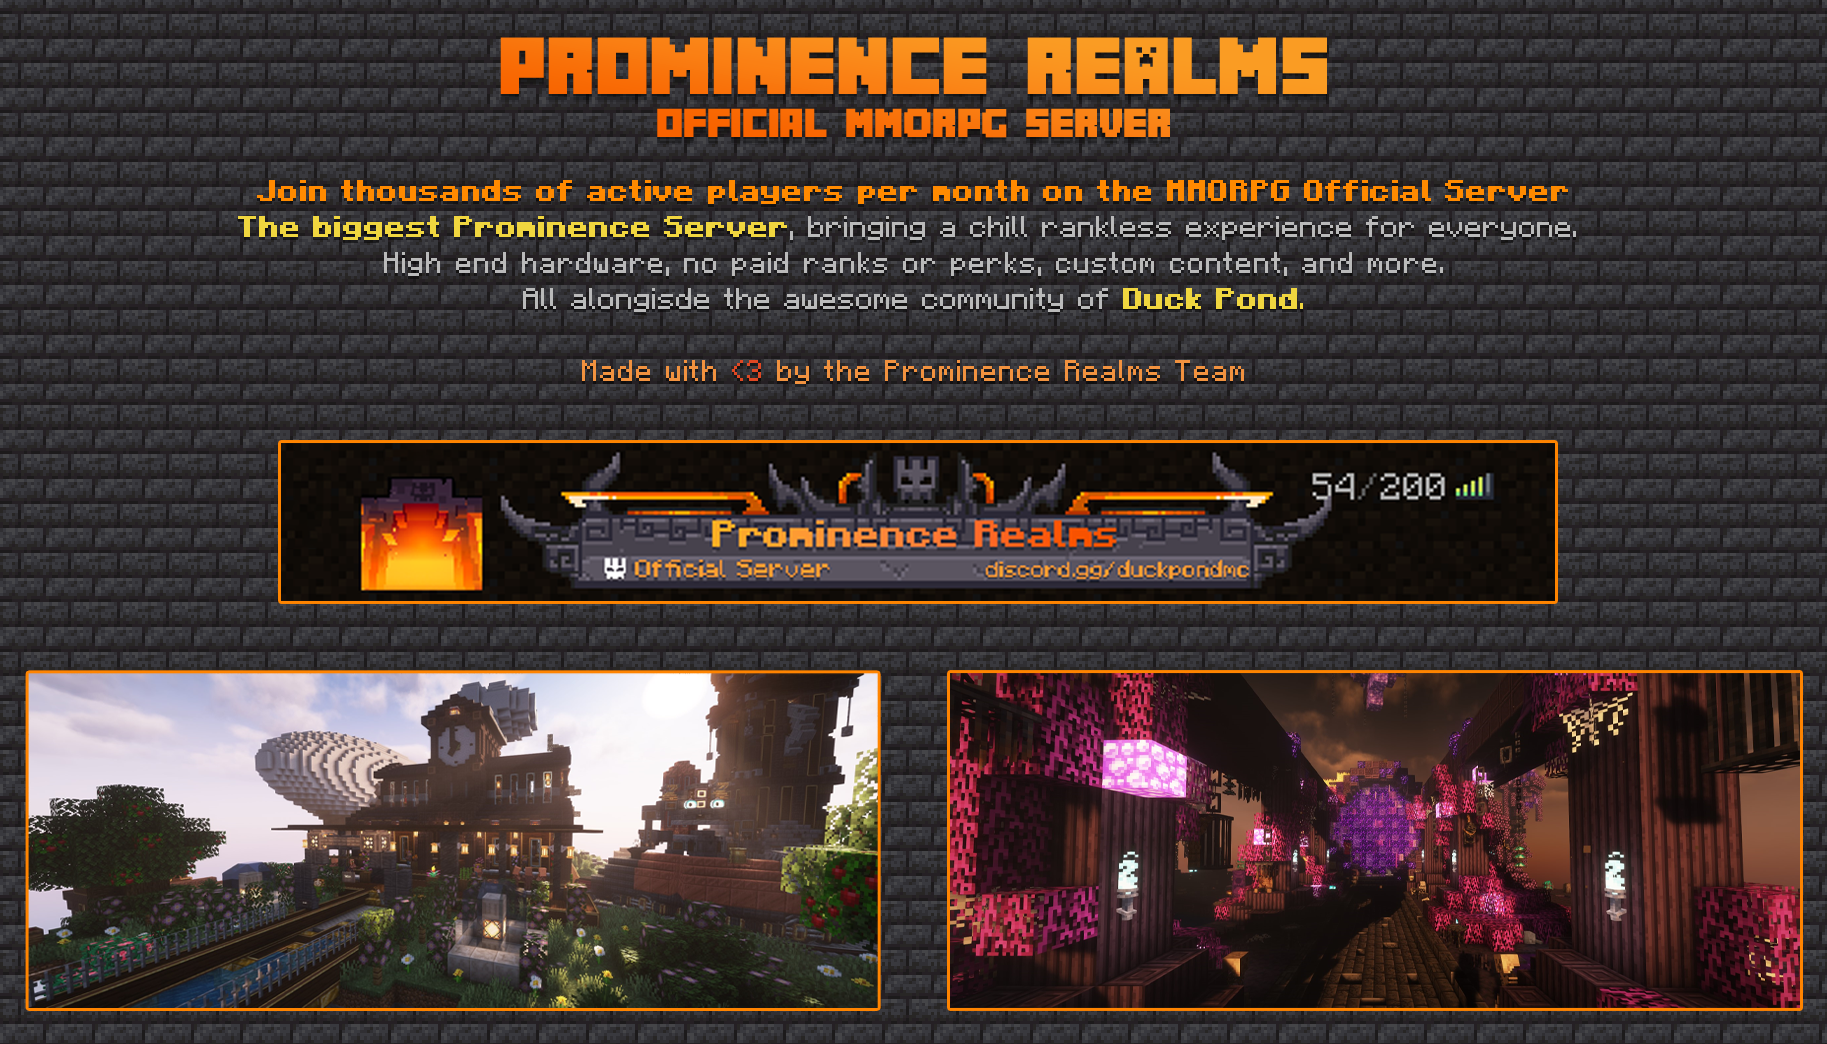 PROMINENCE REALMS
OFFICIAL MMORPG SERVER
Join thousands of active players per month on the MMORPG Official Server
The biggest Prominence Server, bringing a chill rankless experience for everyone.
High end hardware, no paid ranks or perks, custom content, and more.
All alongisde the awesome community of Duck Pond.
Made with <3 by the Prominence Realms Team
54/200
Prominence Realms
Official Server discord.gg/duckpondmc